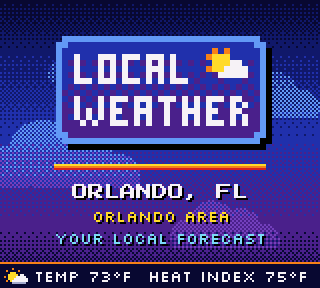 LOCAL
WEATHER
ORLANDO, FL
ORLANDO AREA
YOUR LOCAL FORECAST
TEMP 73°F HEAT INDEX 75°F